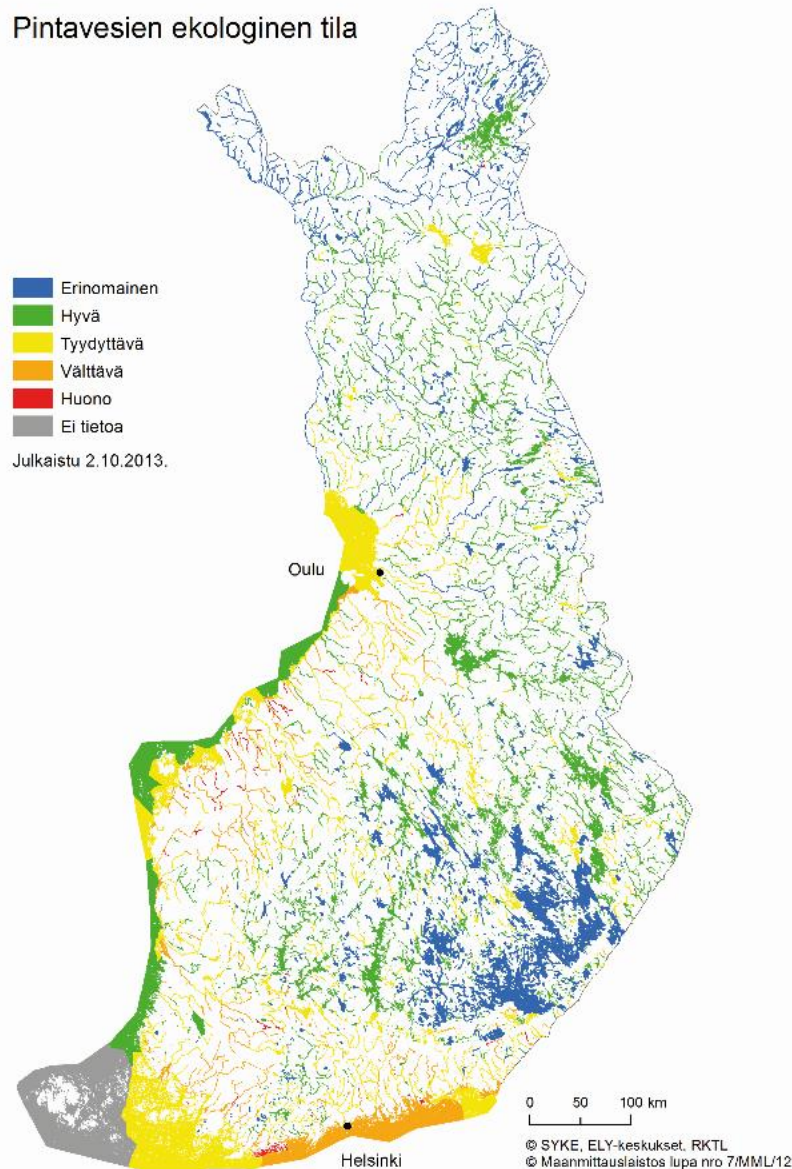 Pintavesien ekologinen tila
Erinomainen
Hyvä
Tyydyttävä
Välttävä
Huono
Ei tietoa
Julkaistu 2.10.2013.
Oulu
Helsinki
0 50 100 km
© SYKE, ELY-keskukset, RKTL
© Maanmittauslaitos lupa nro 7/MML/12